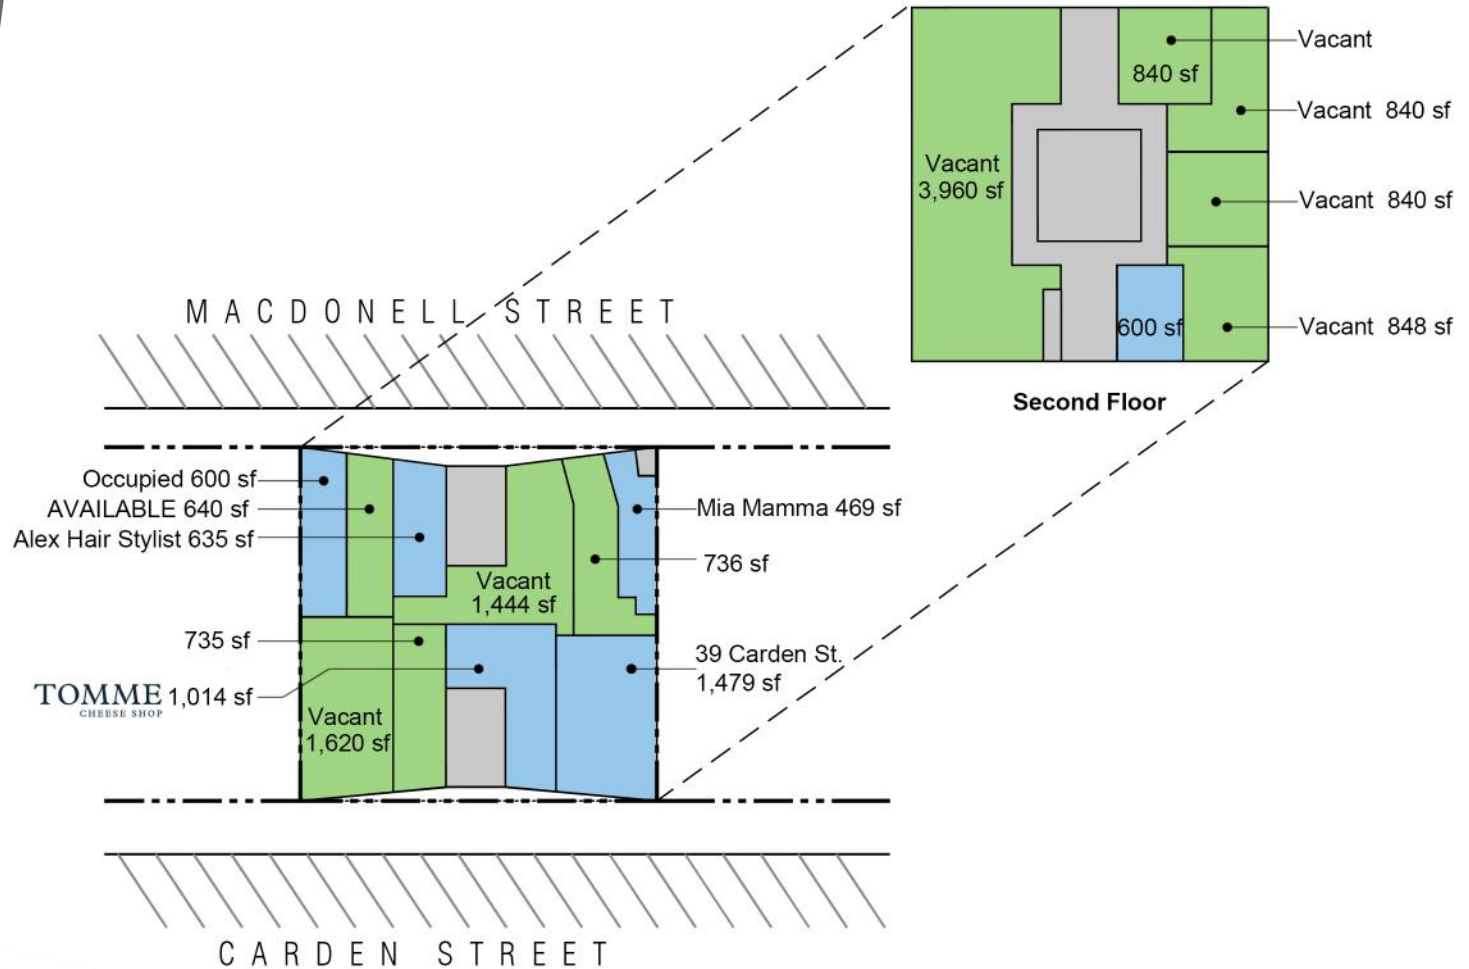 Vacant
840 sf
Vacant 840 sf
Vacant
3,960 sf
Vacant 840 sf
600 sf
Vacant 848 sf
Second Floor
MACDONELL STREET
Occupied 600 sf
AVAILABLE 640 sf
Alex Hair Stylist 635 sf
Mia Mamma 469 sf
736 sf
Vacant
1,444 sf
735 sf
39 Carden St.
1,479 sf
TOMME
CHEESE SHOP
1,014 sf
Vacant
1,620 sf
CARDEN STREET